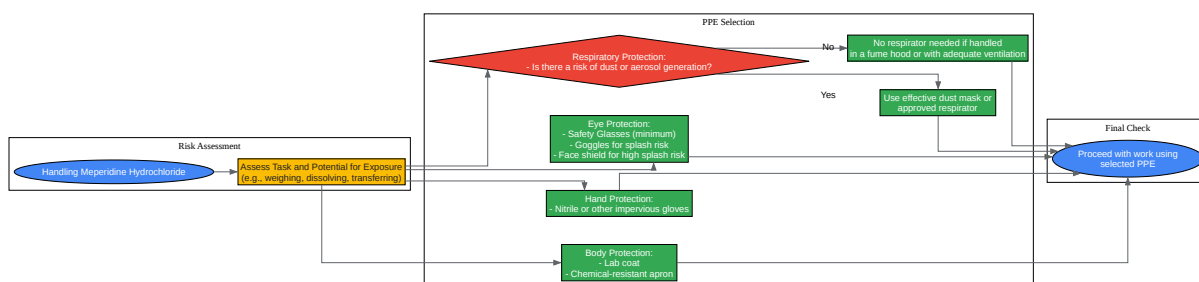 PPE Selection
Respiratory Protection:
- Is there a risk of dust or aerosol generation?
No
No respirator needed if handled
in a fume hood or with adequate ventilation
Yes
Use effective dust mask or
approved respirator
Eye Protection:
- Safety Glasses (minimum)
- Goggles for splash risk
- Face shield for high splash risk
Risk Assessment
Handling Meperidine Hydrochloride
Assess Task and Potential for Exposure
(e.g., weighing, dissolving, transferring)
Hand Protection:
- Nitrile or other impervious gloves
Body Protection:
- Lab coat
- Chemical-resistant apron
Final Check
Proceed with work using
selected PPE